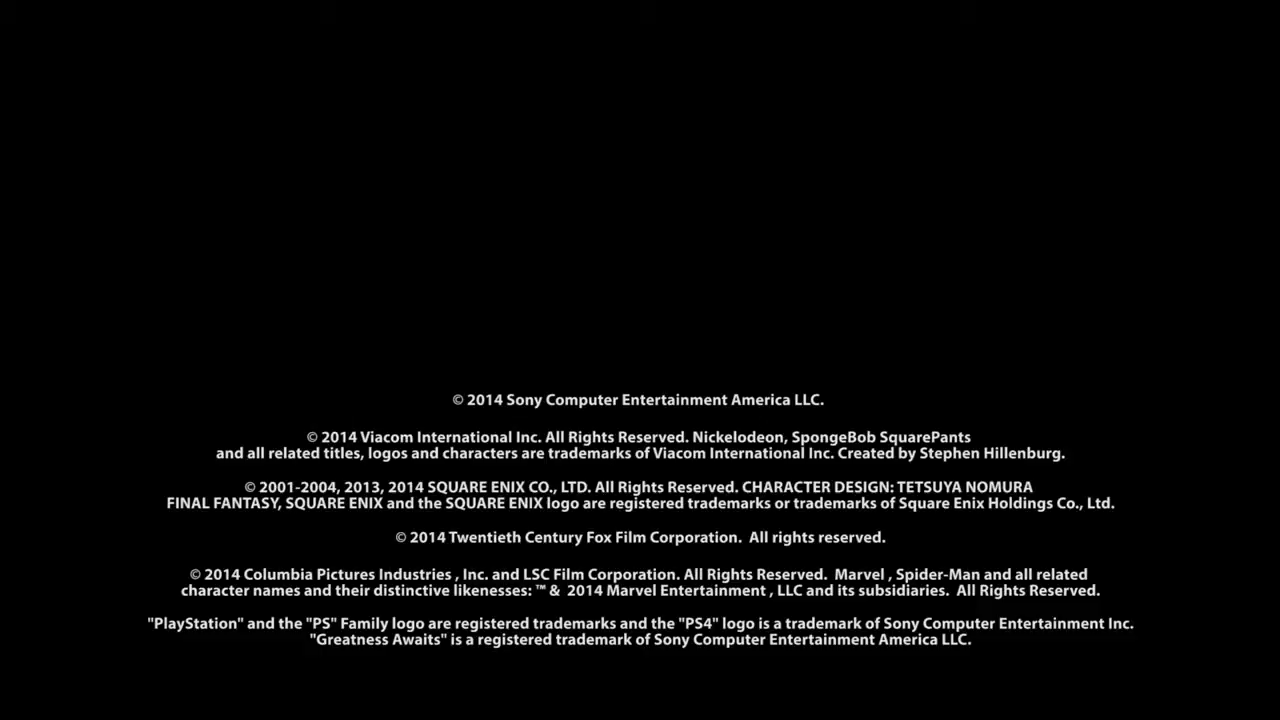 © 2014 Sony Computer Entertainment America LLC.
© 2014 Viacom International Inc. All Rights Reserved. Nickelodeon, SpongeBob SquarePants
and all related titles, logos and characters are trademarks of Viacom International Inc. Created by Stephen Hillenburg.
© 2001-2004, 2013, 2014 SQUARE ENIX CO., LTD. All Rights Reserved. CHARACTER DESIGN: TETSUYA NOMURA
FINAL FANTASY, SQUARE ENIX and the SQUARE ENIX logo are registered trademarks or trademarks of Square Enix Holdings Co., Ltd.
© 2014 Twentieth Century Fox Film Corporation.  All rights reserved.
© 2014 Columbia Pictures Industries , Inc. and LSC Film Corporation. All Rights Reserved.  Marvel , Spider-Man and all related
character names and their distinctive likenesses: ™ &  2014 Marvel Entertainment , LLC and its subsidiaries.  All Rights Reserved.
"PlayStation" and the "PS" Family logo are registered trademarks and the "PS4" logo is a trademark of Sony Computer Entertainment Inc.
"Greatness Awaits" is a registered trademark of Sony Computer Entertainment America LLC.